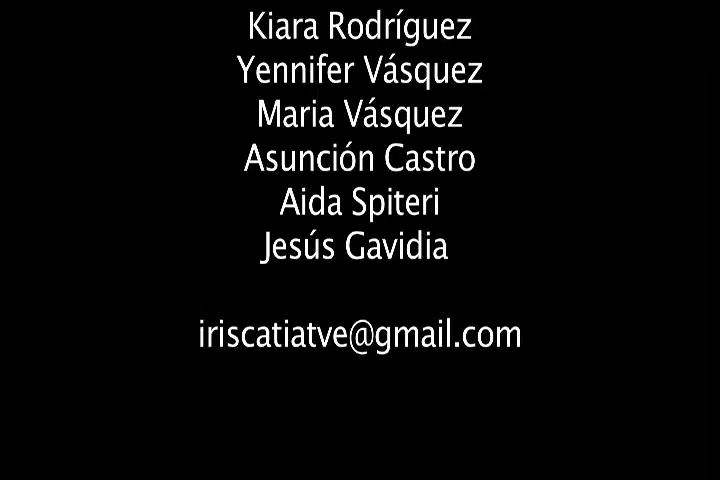 Kiara Rodríguez
Yennifer Vásquez
Maria Vásquez
Asunción Castro
Aida Spiteri
Jesús Gavidia
iriscatiatve@gmail.com